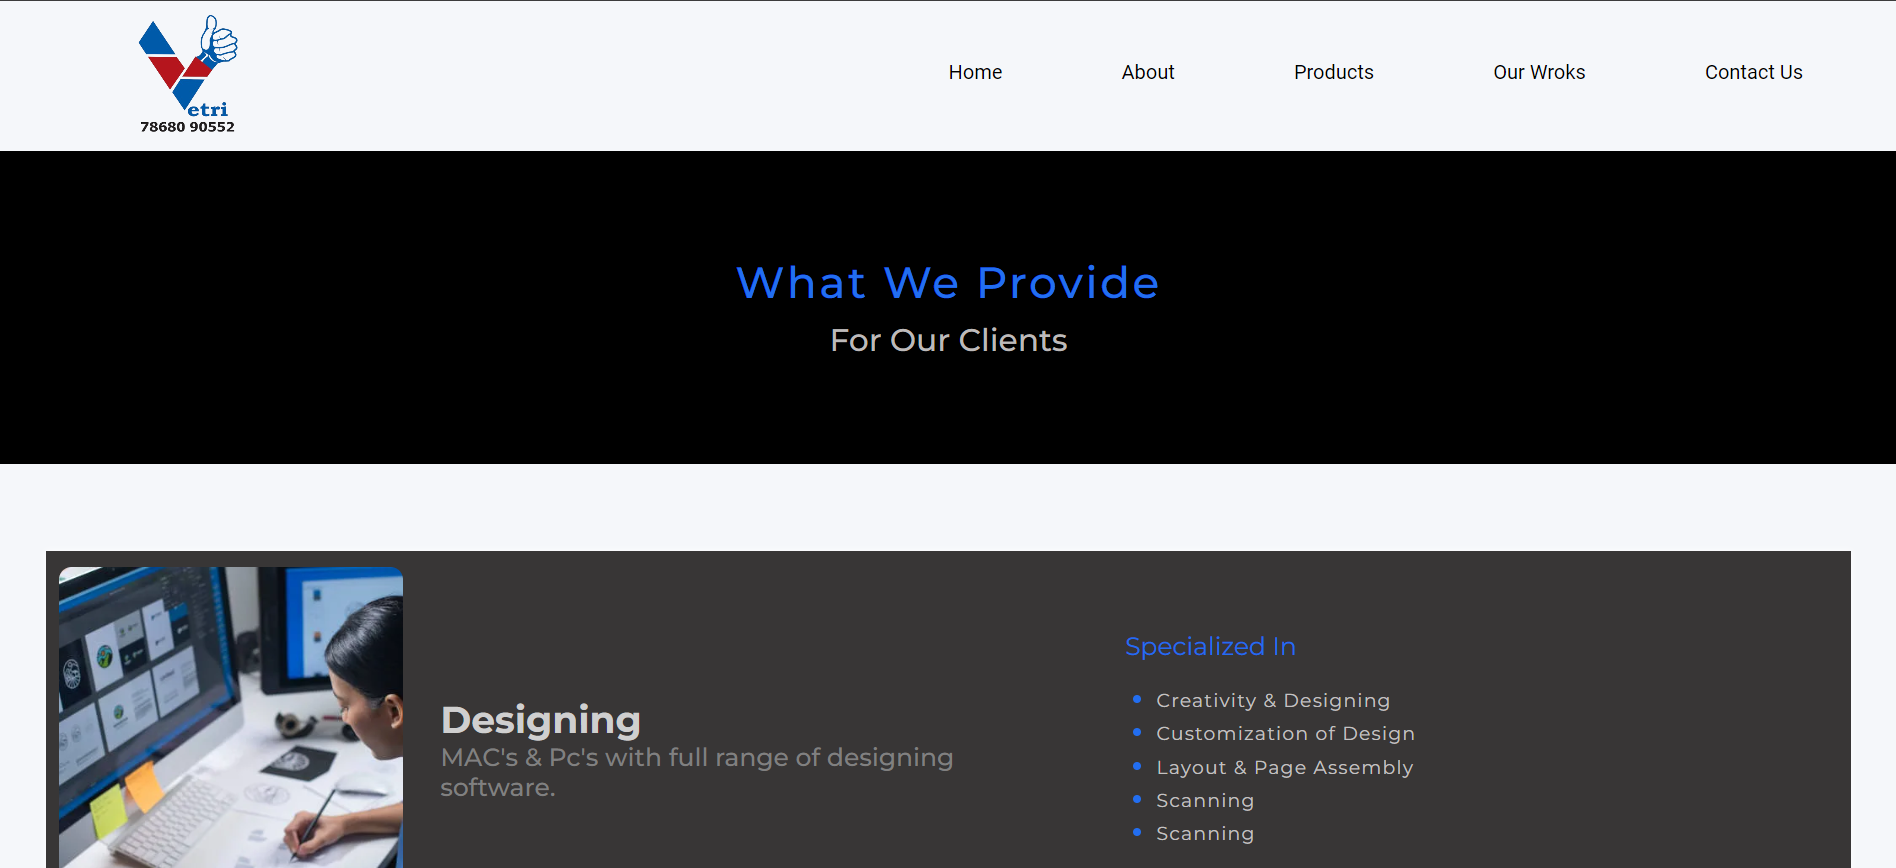 etri
78680 90552
Home
About
Products
Our Wroks
Contact Us
What We Provide
For Our Clients
Designing
MAC's & Pc's with full range of designing
software.
Specialized In
Creativity & Designing
Customization of Design
Layout & Page Assembly
Scanning
Scanning